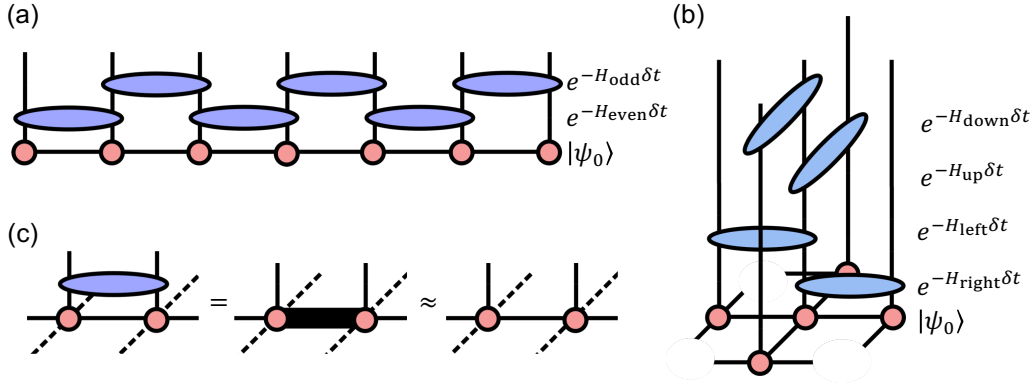 (a)
e^{-H_{odd}δt}
e^{-H_{even}δt}
|ψ_0⟩
(b)
e^{-H_{down}δt}
e^{-H_{up}δt}
e^{-H_{left}δt}
e^{-H_{right}δt}
|ψ_0⟩
(c)
=
≈